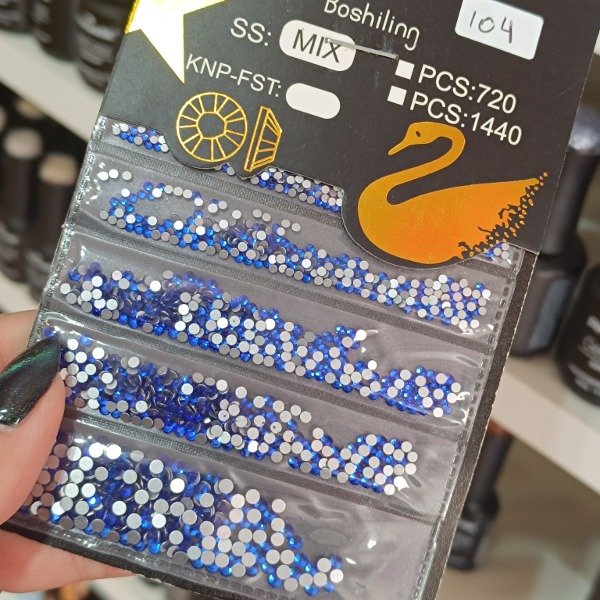 Boshiling
104
SS: MIX
PCS:720
KNP-FST:
PCS:1440